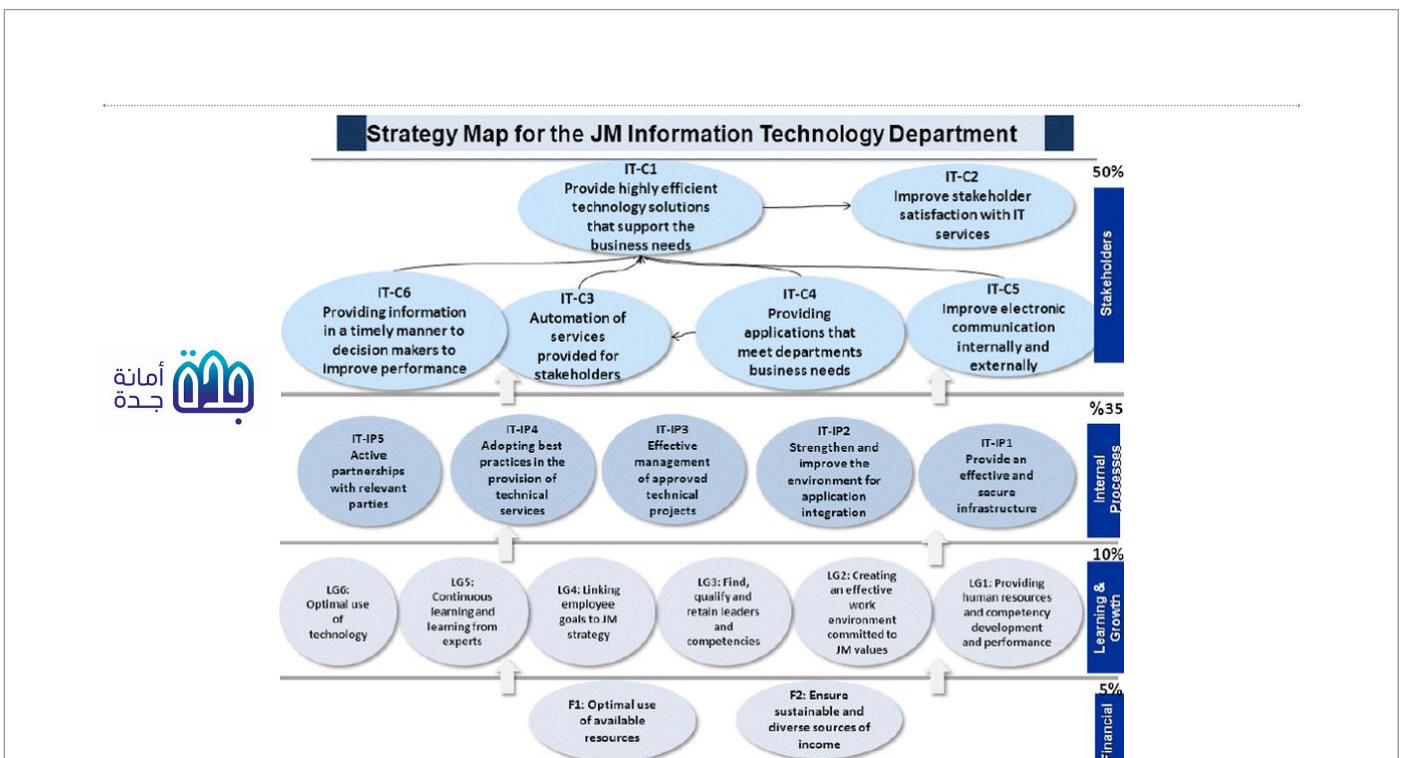 Strategy Map for the JM Information Technology Department
IT-C1
Provide highly efficient
technology solutions
that support the
business needs
IT-C2
Improve stakeholder
satisfaction with IT
services
50%
Stakeholders
IT-C6
Providing information
in a timely manner to
decision makers to
Improve performance
IT-C3
Automation of
services
provided for
stakeholders
IT-C4
Providing
applications that
meet departments
business needs
IT-C5
Improve electronic
communication
internally and
externally
أمانة
جدة
جدة
%35
Internal
Processes
IT-IP5
Active
partnerships
with relevant
parties
IT-IP4
Adopting best
practices in the
provision of
technical
services
IT-IP3
Effective
management
of approved
technical
projects
IT-IP2
Strengthen and
improve the
environment for
application
integration
IT-IP1
Provide an
effective and
secure
infrastructure
10%
Learning &
Growth
LG6:
Optimal use
of
technology
LG5:
Continuous
learning and
learning from
experts
LG4: Linking
employee
goals to JM
strategy
LG3: Find,
qualify and
retain leaders
and
competencies
LG2: Creating
an effective
work
environment
committed to
JM values
LG1: Providing
human resources
and competency
development
and performance
5%
Financial
F1: Optimal use
of available
resources
F2: Ensure
sustainable and
diverse sources of
income